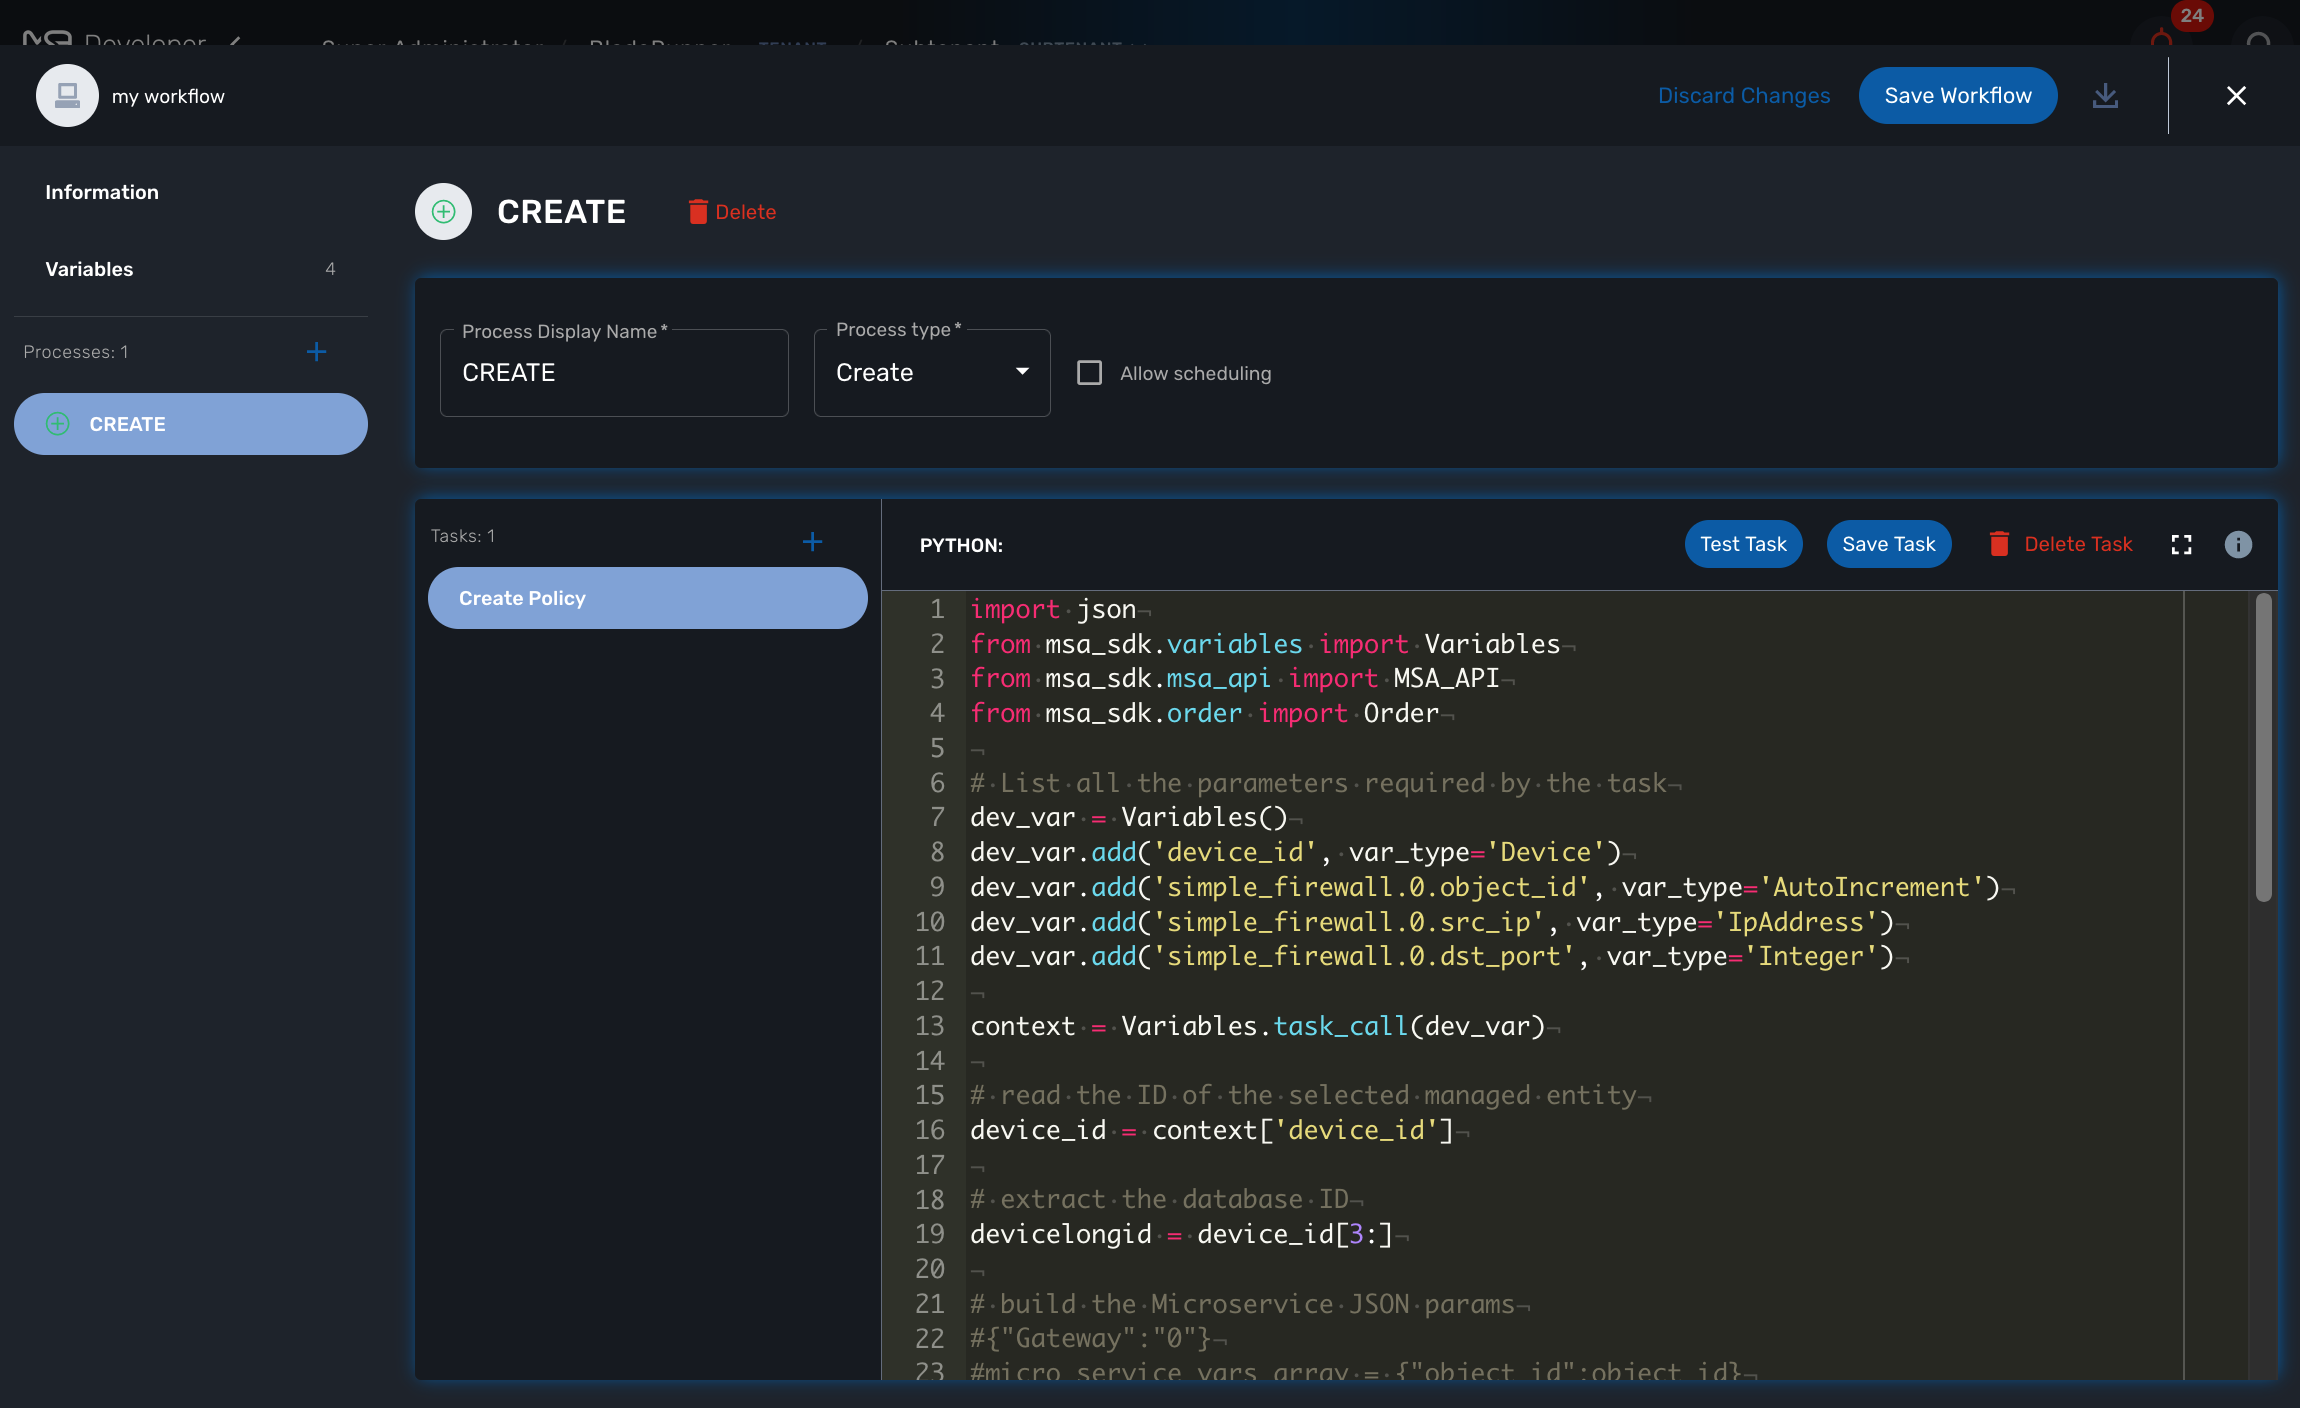 Developer
Super Administrator / BladeRunner TENANT / Subtenant SUBTENANT
24
my workflow
Discard Changes
Save Workflow
Information
Variables 4
Processes: 1
CREATE
CREATE
Delete
Process Display Name*
CREATE
Process type*
Create
Allow scheduling
Tasks: 1
Create Policy
PYTHON:
Test Task
Save Task
Delete Task
1 import·json¬
2 from·msa_sdk.variables·import·Variables¬
3 from·msa_sdk.msa_api·import·MSA_API¬
4 from·msa_sdk.order·import·Order¬
5 ¬
6 #·List·all·the·parameters·required·by·the·task¬
7 dev_var·=·Variables()¬
8 dev_var.add('device_id',·var_type='Device')¬
9 dev_var.add('simple_firewall.0.object_id',·var_type='AutoIncrement')¬
10 dev_var.add('simple_firewall.0.src_ip',·var_type='IpAddress')¬
11 dev_var.add('simple_firewall.0.dst_port',·var_type='Integer')¬
12 ¬
13 context·=·Variables.task_call(dev_var)¬
14 ¬
15 #·read·the·ID·of·the·selected·managed·entity¬
16 device_id·=·context['device_id']¬
17 ¬
18 #·extract·the·database·ID¬
19 devicelongid·=·device_id[3:]¬
20 ¬
21 #·build·the·Microservice·JSON·params¬
22 #{"Gateway":"0"}¬
23 #micro_service_vars_array·=·{"object_id":object_id}¬